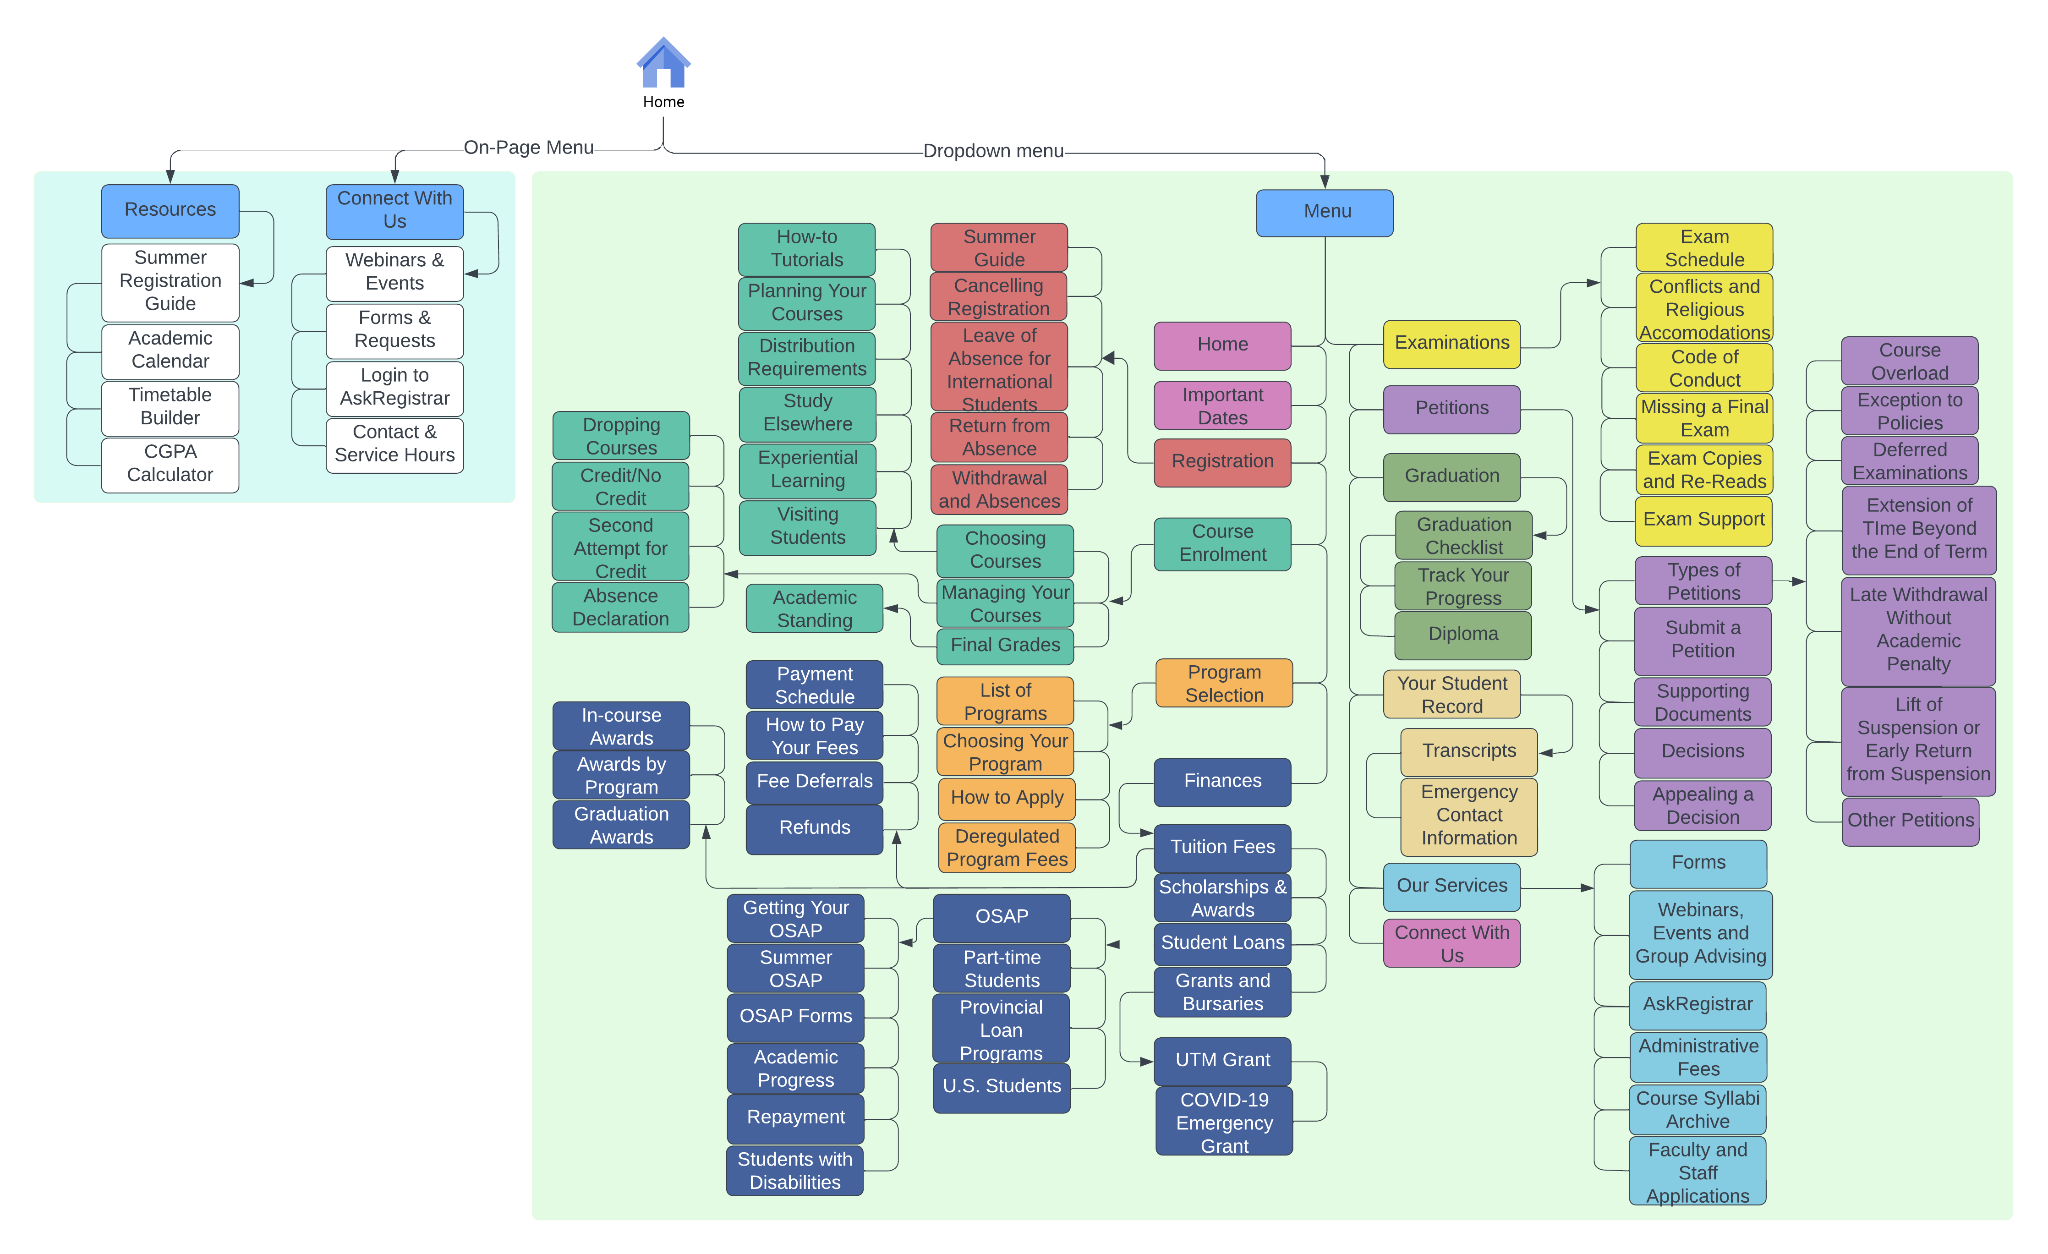 Home
On-Page Menu
Dropdown menu
Resources
Summer
Registration
Guide
Academic
Calendar
Timetable
Builder
CGPA
Calculator
Connect With
Us
Webinars &
Events
Forms &
Requests
Login to
AskRegistrar
Contact &
Service Hours
Menu
Home
Important
Dates
Registration
Summer
Guide
Cancelling
Registration
Leave of
Absence for
International
Students
Return from
Absence
Withdrawal
and Absences
Course
Enrolment
Choosing
Courses
Managing Your
Courses
Final Grades
How-to
Tutorials
Planning Your
Courses
Distribution
Requirements
Study
Elsewhere
Experiential
Learning
Visiting
Students
Dropping
Courses
Credit/No
Credit
Second
Attempt for
Credit
Absence
Declaration
Academic
Standing
Program
Selection
List of
Programs
Choosing Your
Program
How to Apply
Deregulated
Program Fees
Finances
Tuition Fees
Scholarships &
Awards
Student Loans
Grants and
Bursaries
Payment
Schedule
How to Pay
Your Fees
Fee Deferrals
Refunds
In-course
Awards
Awards by
Program
Graduation
Awards
OSAP
Part-time
Students
Provincial
Loan
Programs
U.S. Students
Getting Your
OSAP
Summer
OSAP
OSAP Forms
Academic
Progress
Repayment
Students with
Disabilities
UTM Grant
COVID-19
Emergency
Grant
Examinations
Petitions
Graduation
Graduation
Checklist
Track Your
Progress
Diploma
Your Student
Record
Transcripts
Emergency
Contact
Information
Our Services
Connect With
Us
Exam
Schedule
Conflicts and
Religious
Accomodations
Code of
Conduct
Missing a Final
Exam
Exam Copies
and Re-Reads
Exam Support
Types of
Petitions
Submit a
Petition
Supporting
Documents
Decisions
Appealing a
Decision
Course
Overload
Exception to
Policies
Deferred
Examinations
Extension of
TIme Beyond
the End of Term
Late Withdrawal
Without
Academic
Penalty
Lift of
Suspension or
Early Return
from Suspension
Other Petitions
Forms
Webinars,
Events and
Group Advising
AskRegistrar
Administrative
Fees
Course Syllabi
Archive
Faculty and
Staff
Applications